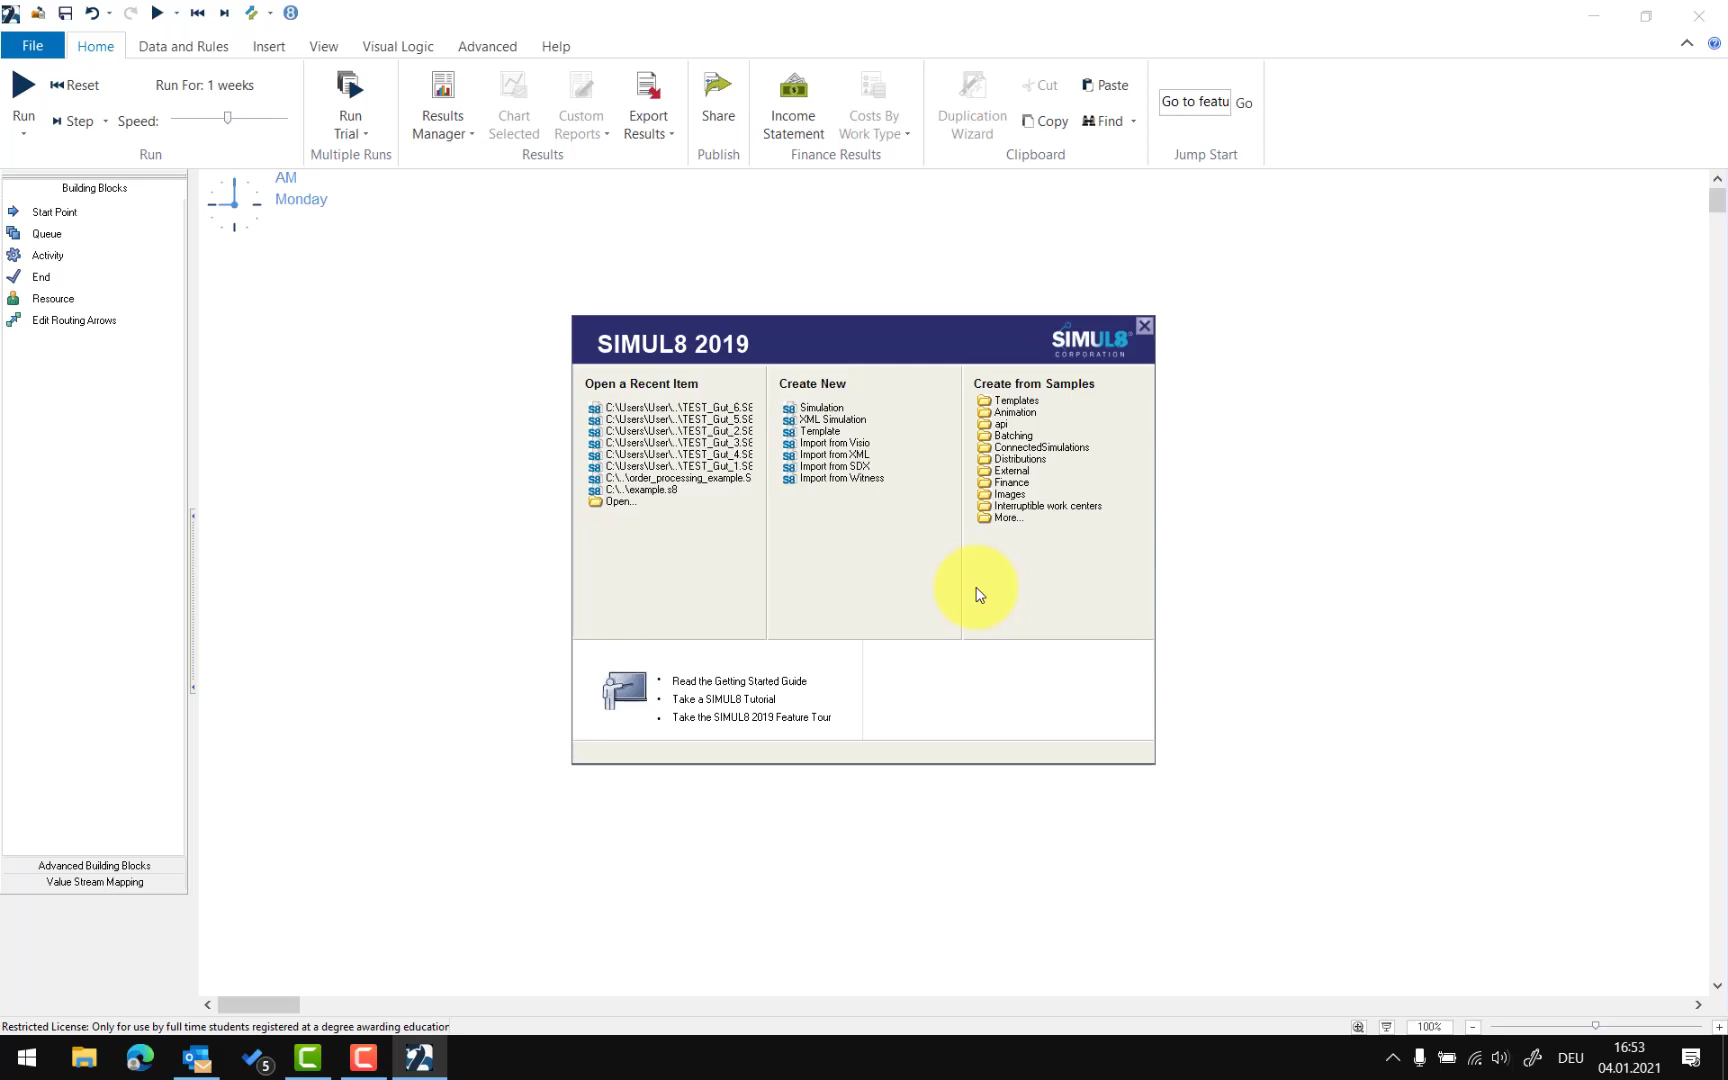 File
Home
Data and Rules
Insert
View
Visual Logic
Advanced
Help
Run
Reset
Step
Run For: 1 weeks
Speed:
Run
Run
Trial
Multiple Runs
Results
Manager
Chart
Selected
Custom
Reports
Export
Results
Results
Share
Publish
Income
Statement
Costs By
Work Type
Finance Results
Duplication
Wizard
Cut
Copy
Paste
Find
Clipboard
Go to featu
Go
Jump Start
Building Blocks
Start Point
Queue
Activity
End
Resource
Edit Routing Arrows
Advanced Building Blocks
Value Stream Mapping
AM
Monday
SIMUL8 2019
SIMUL8
CORPORATION
Open a Recent Item
C:\Users\User\..\TEST_Gut_6.S8
C:\Users\User\..\TEST_Gut_5.S8
C:\Users\User\..\TEST_Gut_2.S8
C:\Users\User\..\TEST_Gut_3.S8
C:\Users\User\..\TEST_Gut_4.S8
C:\Users\User\..\TEST_Gut_1.S8
C:\..\order_processing_example.S
C:\..\example.s8
Open...
Create New
Simulation
XML Simulation
Template
Import from Visio
Import from XML
Import from SDX
Import from Witness
Create from Samples
Templates
Animation
api
Batching
ConnectedSimulations
Distributions
External
Finance
Images
Interruptible work centers
More...
Read the Getting Started Guide
Take a SIMUL8 Tutorial
Take the SIMUL8 2019 Feature Tour
Restricted License: Only for use by full time students registered at a degree awarding education
100%
5
DEU
16:53
04.01.2021